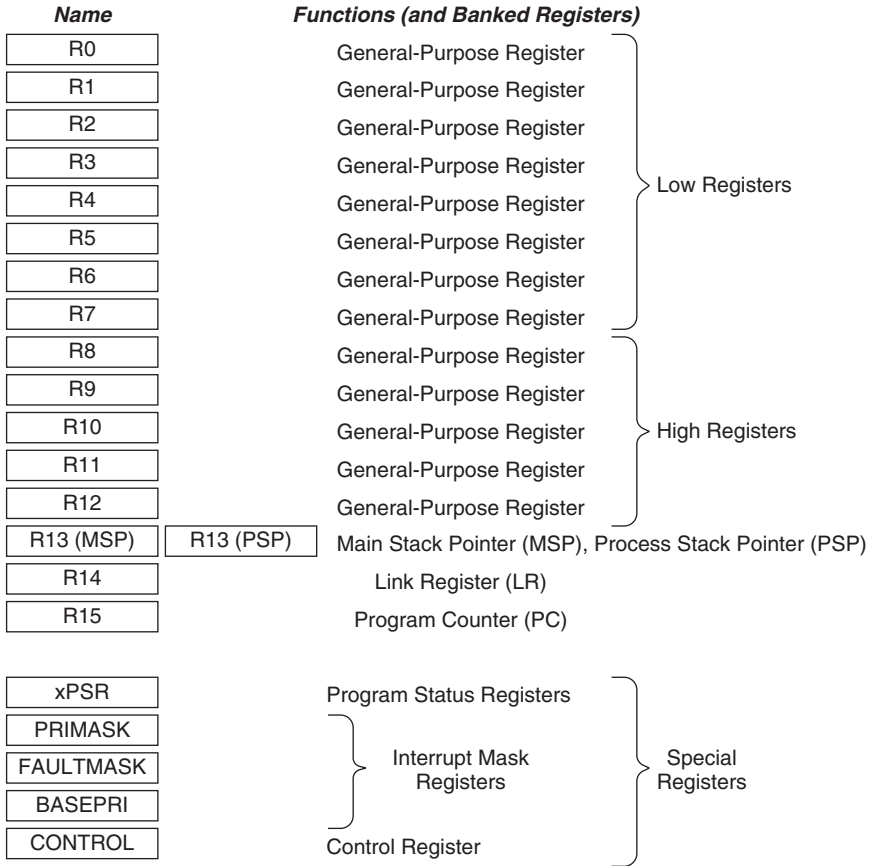 Name Functions (and Banked Registers)
R0 General-Purpose Register
R1 General-Purpose Register
R2 General-Purpose Register
R3 General-Purpose Register
Low Registers
R4 General-Purpose Register
R5 General-Purpose Register
R6 General-Purpose Register
R7 General-Purpose Register
R8 General-Purpose Register
R9 General-Purpose Register
R10 General-Purpose Register High Registers
R11 General-Purpose Register
R12 General-Purpose Register
R13 (MSP) R13 (PSP) Main Stack Pointer (MSP), Process Stack Pointer (PSP)
R14 Link Register (LR)
R15 Program Counter (PC)
xPSR Program Status Registers
PRIMASK
FAULTMASK
Interrupt Mask
Registers
Special
Registers
BASEPRI
CONTROL Control Register